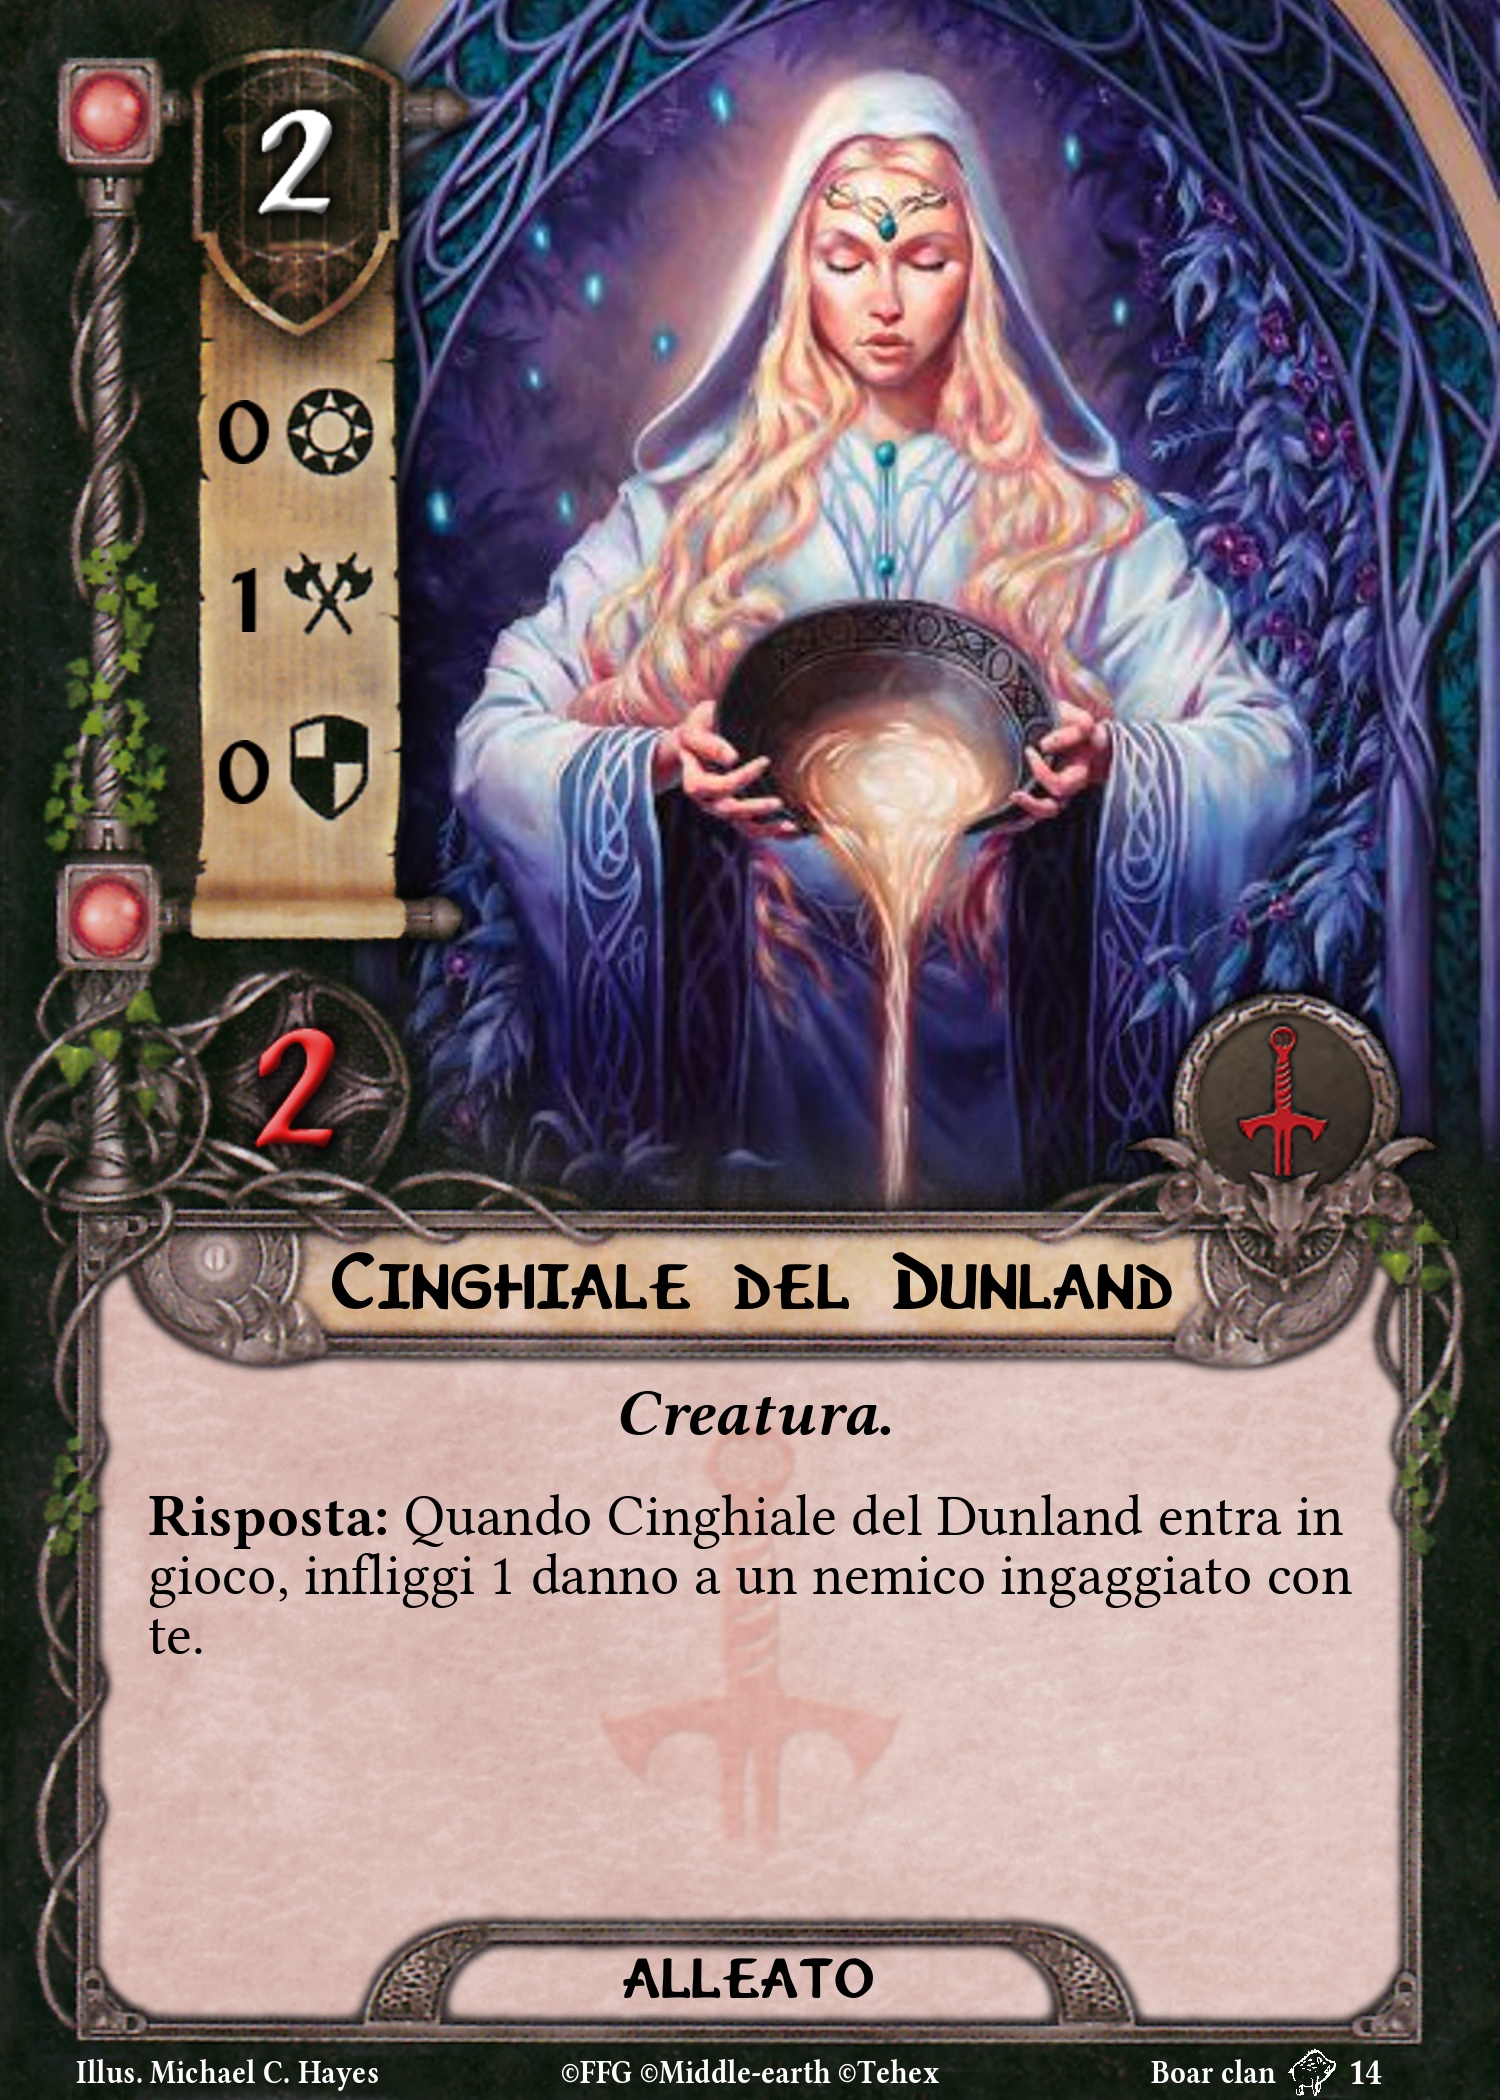 2
0
1
0
2
Cinghiale del Dunland
Creatura.
Risposta: Quando Cinghiale del Dunland entra in
gioco, infliggi 1 danno a un nemico ingaggiato con
te.
ALLEATO
Illus. Michael C. Hayes ©FFG ©Middle-earth ©Tehex Boar clan 14